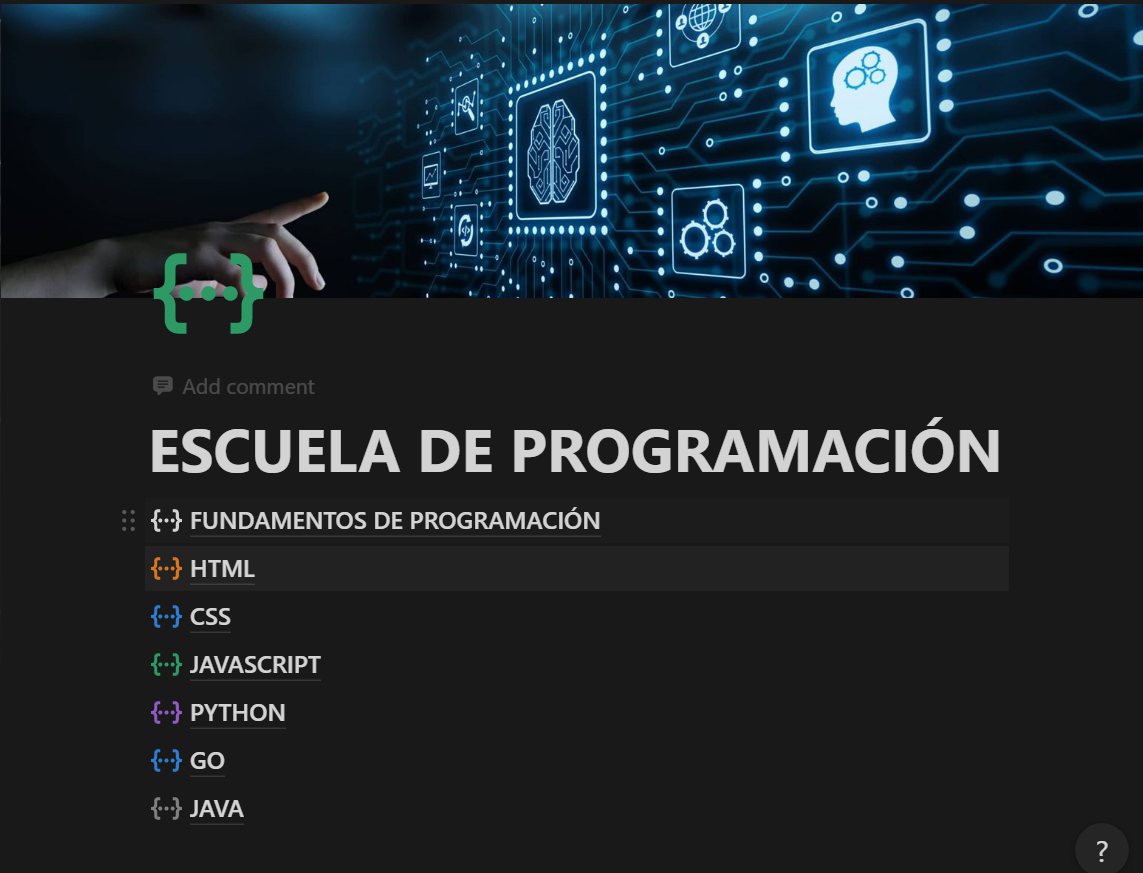 Add comment
ESCUELA DE PROGRAMACIÓN
{···} FUNDAMENTOS DE PROGRAMACIÓN
{···} HTML
{···} CSS
{···} JAVASCRIPT
{···} PYTHON
{···} GO
{···} JAVA
?